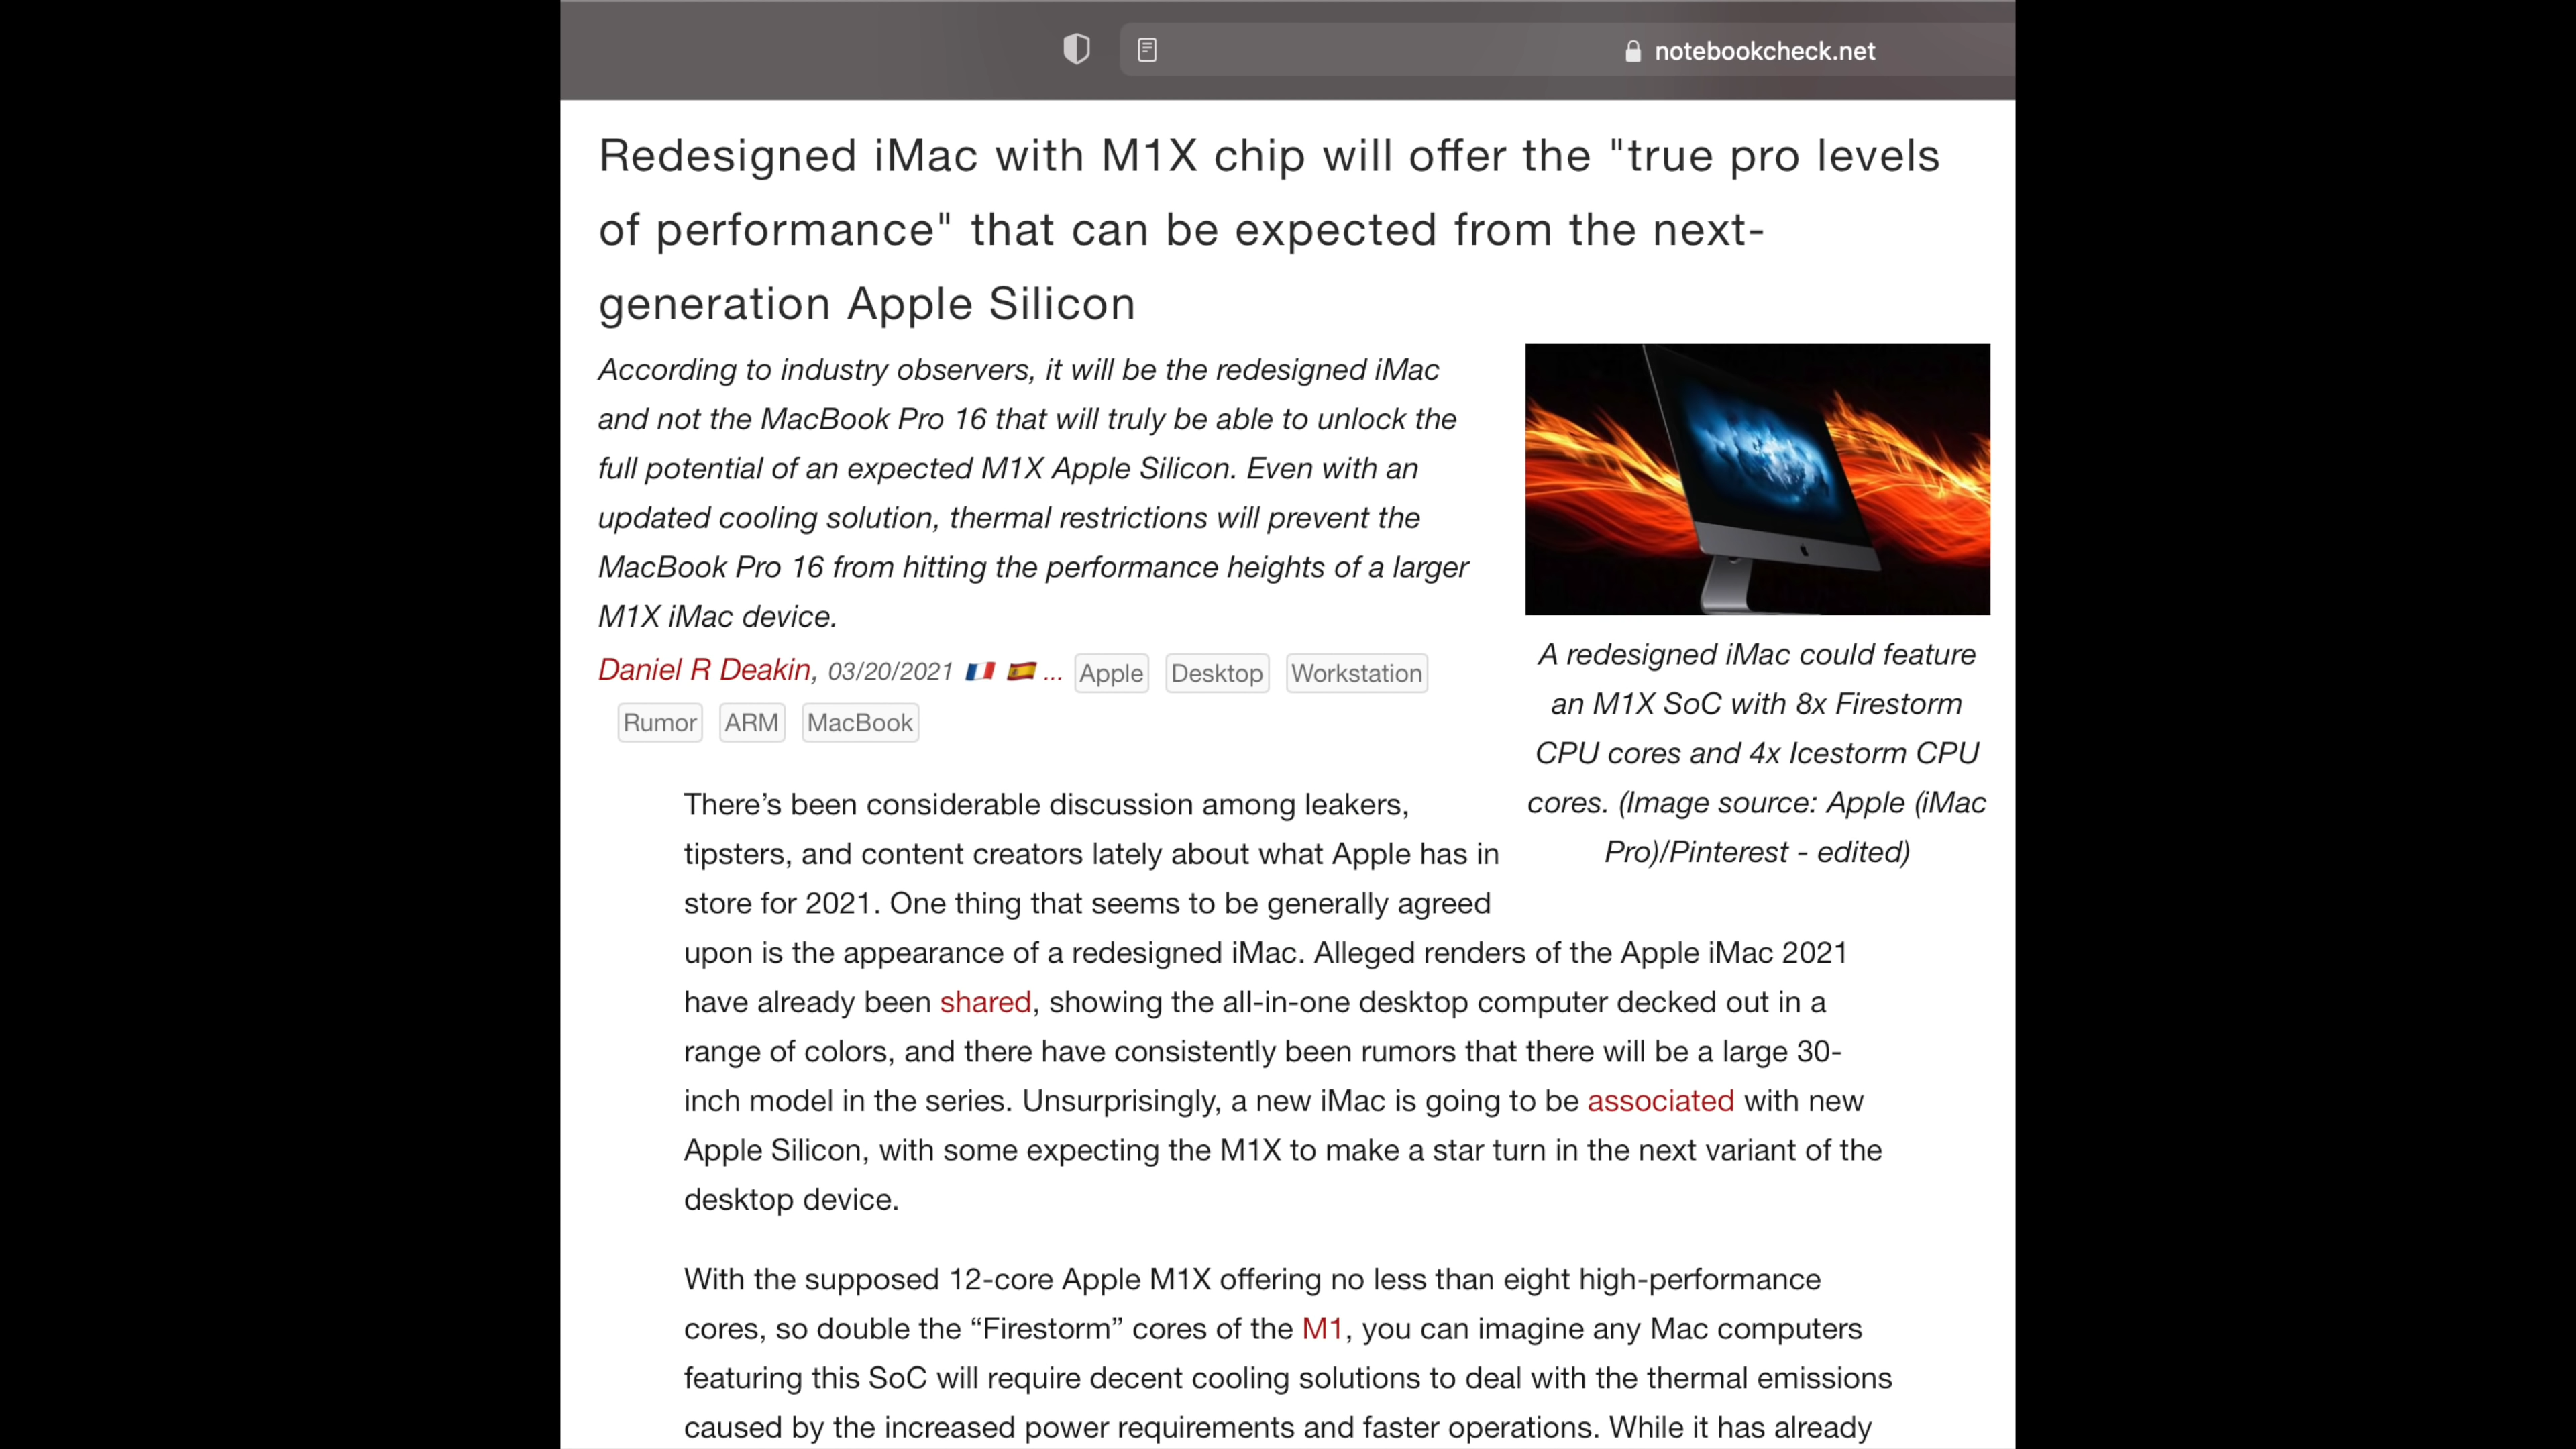 notebookcheck.net
Redesigned iMac with M1X chip will offer the "true pro levels
of performance" that can be expected from the next-
generation Apple Silicon
According to industry observers, it will be the redesigned iMac
and not the MacBook Pro 16 that will truly be able to unlock the
full potential of an expected M1X Apple Silicon. Even with an
updated cooling solution, thermal restrictions will prevent the
MacBook Pro 16 from hitting the performance heights of a larger
M1X iMac device.
Daniel R Deakin, 03/20/2021 🇫🇷 🇪🇸 ... Apple Desktop Workstation
Rumor ARM MacBook
A redesigned iMac could feature
an M1X SoC with 8x Firestorm
CPU cores and 4x Icestorm CPU
cores. (Image source: Apple (iMac
Pro)/Pinterest - edited)
There’s been considerable discussion among leakers,
tipsters, and content creators lately about what Apple has in
store for 2021. One thing that seems to be generally agreed
upon is the appearance of a redesigned iMac. Alleged renders of the Apple iMac 2021
have already been shared, showing the all-in-one desktop computer decked out in a
range of colors, and there have consistently been rumors that there will be a large 30-
inch model in the series. Unsurprisingly, a new iMac is going to be associated with new
Apple Silicon, with some expecting the M1X to make a star turn in the next variant of the
desktop device.
With the supposed 12-core Apple M1X offering no less than eight high-performance
cores, so double the “Firestorm” cores of the M1, you can imagine any Mac computers
featuring this SoC will require decent cooling solutions to deal with the thermal emissions
caused by the increased power requirements and faster operations. While it has already